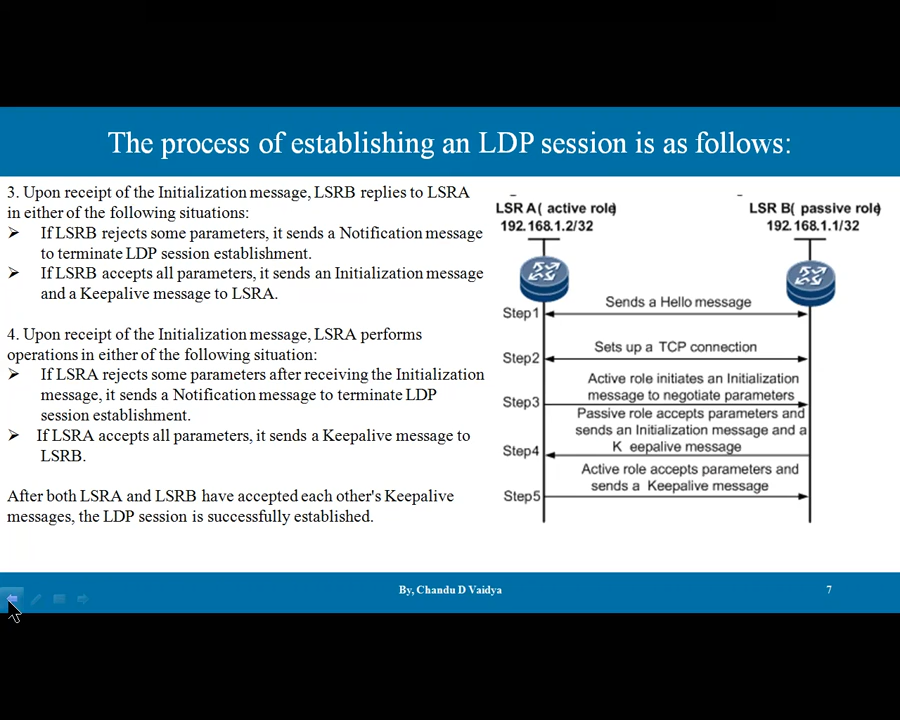 The process of establishing an LDP session is as follows:
3. Upon receipt of the Initialization message, LSRB replies to LSRA
in either of the following situations:
➢ If LSRB rejects some parameters, it sends a Notification message
to terminate LDP session establishment.
➢ If LSRB accepts all parameters, it sends an Initialization message
and a Keepalive message to LSRA.
4. Upon receipt of the Initialization message, LSRA performs
operations in either of the following situation:
➢ If LSRA rejects some parameters after receiving the Initialization
message, it sends a Notification message to terminate LDP
session establishment.
➢ If LSRA accepts all parameters, it sends a Keepalive message to
LSRB.
After both LSRA and LSRB have accepted each other's Keepalive
messages, the LDP session is successfully established.
LSR A( active role)
192.168.1.2/32
LSR B( passive role)
192.168.1.1/32
Sends a Hello message
Step1
Sets up a TCP connection
Step2
Active role initiates an Initialization
message to negotiate parameters
Step3
Passive role accepts parameters and
sends an Initialization message and a
K eepalive message
Step4
Active role accepts parameters and
sends a Keepalive message
Step5
By, Chandu D Vaidya
7